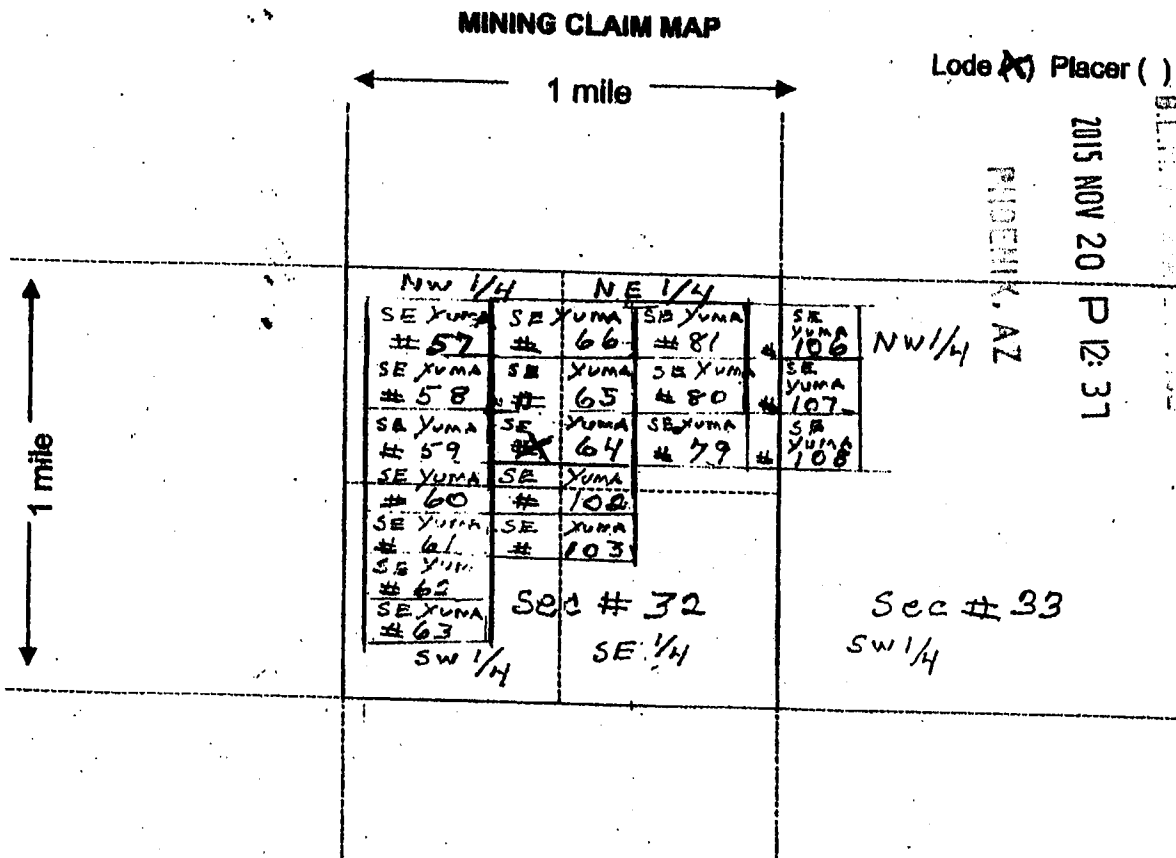 MINING CLAIM MAP
Lode (X) Placer ( )
1 mile
2015 NOV 20 P 12: 31
PHOENIX, AZ
1 mile
NW 1/4
NE 1/4
SE YUMA # 57
SE YUMA # 66
SE YUMA # 81
SE YUMA # 106
NW 1/4
SE YUMA # 58
SE YUMA # 65
SE YUMA # 80
SE YUMA # 107
SE YUMA # 59
SE YUMA # 64
SE YUMA # 79
SE YUMA # 108
SE YUMA # 60
SE YUMA # 102
SE YUMA # 61
SE YUMA # 103
SE YUM # 62
SE YUMA # 63
Sec # 32
Sec # 33
SW 1/4
SE 1/4
SW 1/4